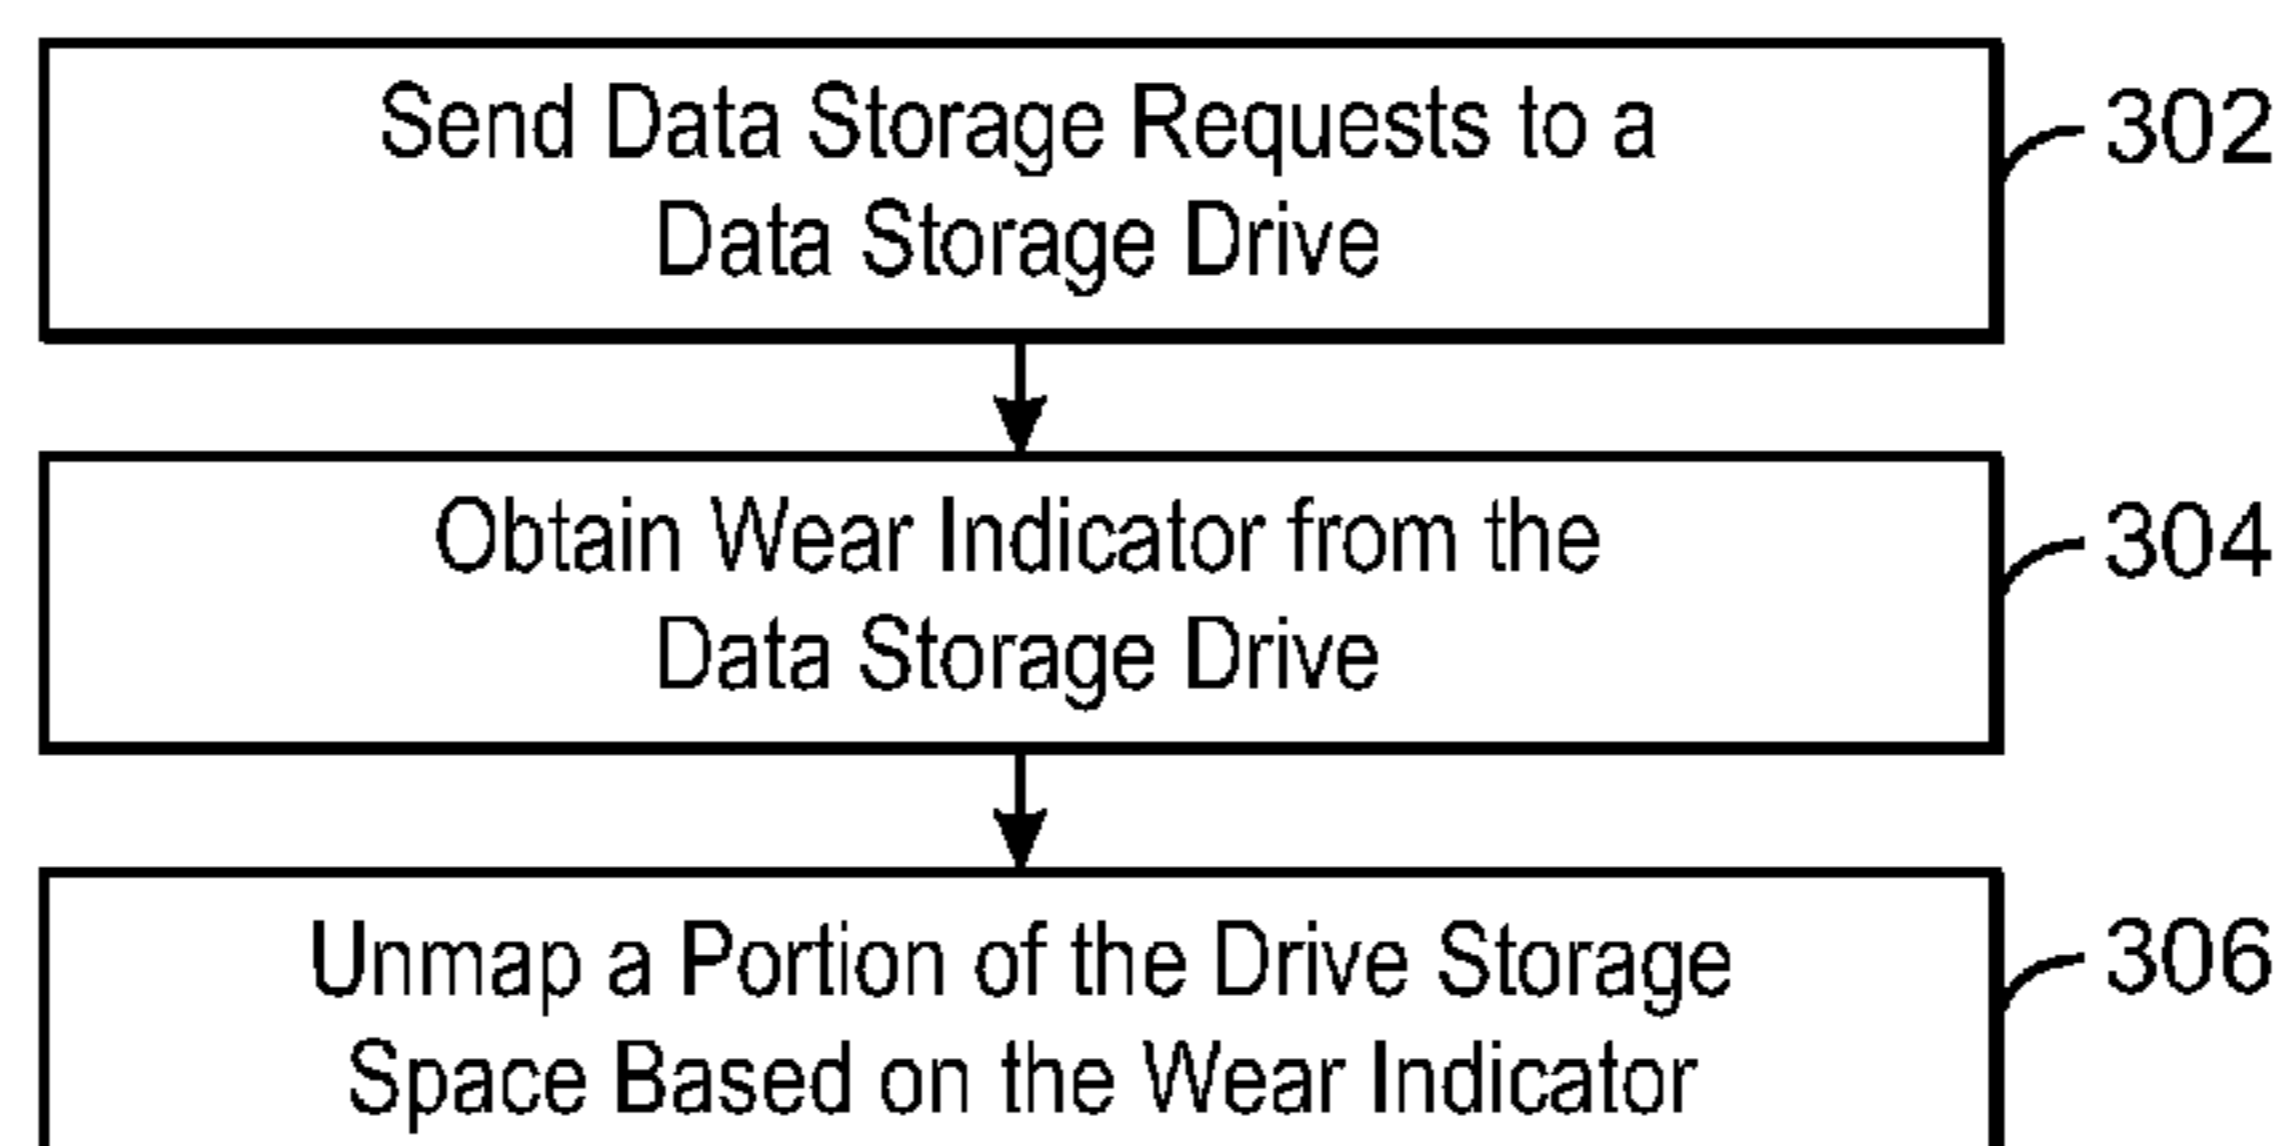 Send Data Storage Requests to a
Data Storage Drive
302
Obtain Wear Indicator from the
Data Storage Drive
304
Unmap a Portion of the Drive Storage
Space Based on the Wear Indicator
306